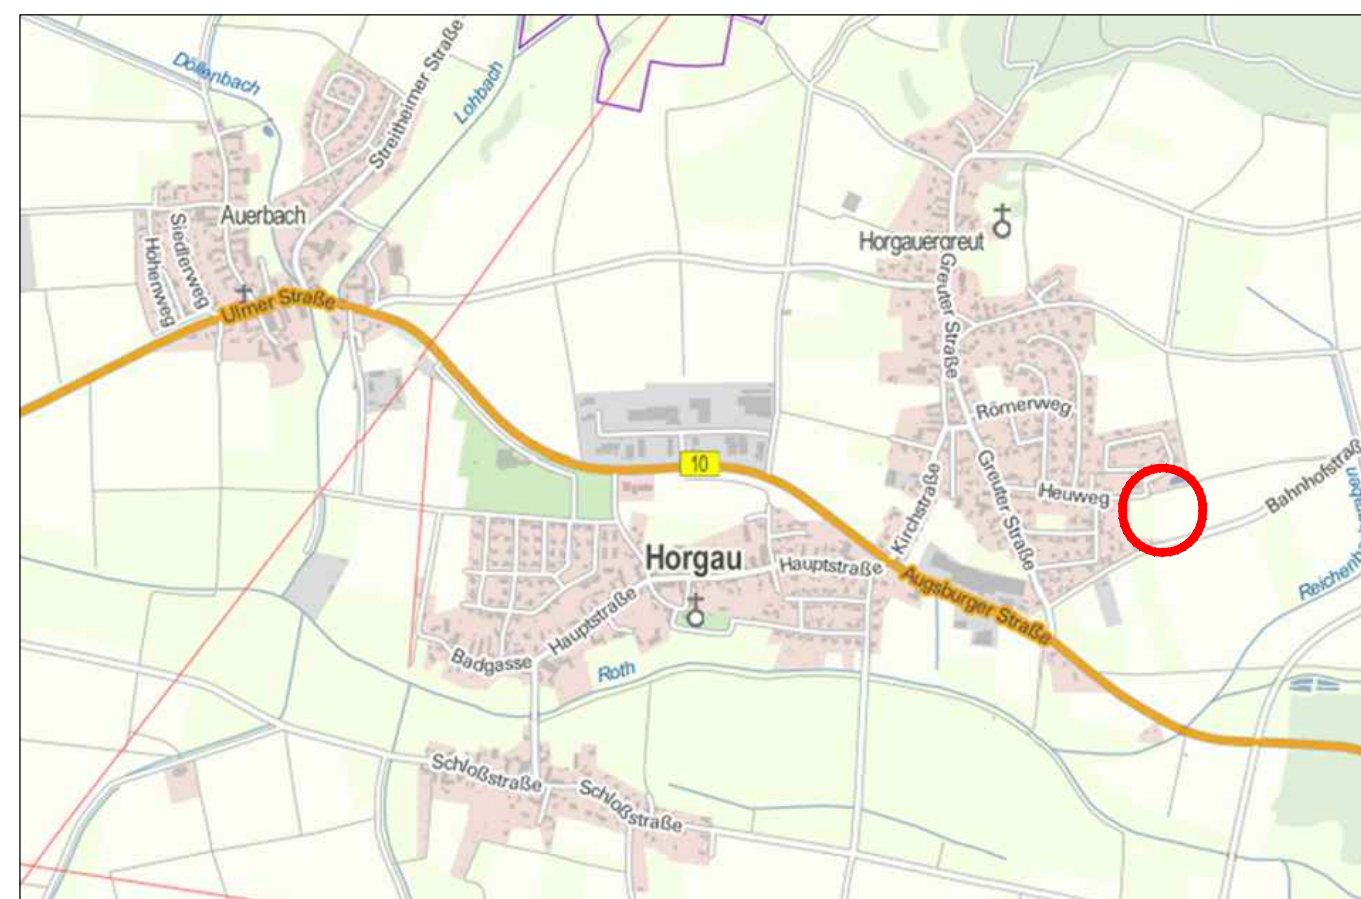 Döllenbach
Streitheimer Straße
Lohbach
Auerbach
Siedlerweg
Höhenweg
Ulmer Straße
Horgauergreut
Greuter Straße
Römerweg
10
Greuter Straße
Heuweg
Kirchstraße
Bahnhofstraß
Horgau
Hauptstraße
Augsburger Straße
Hauptstraße
Badgasse
Roth
Schloßstraße
Schloßstraße